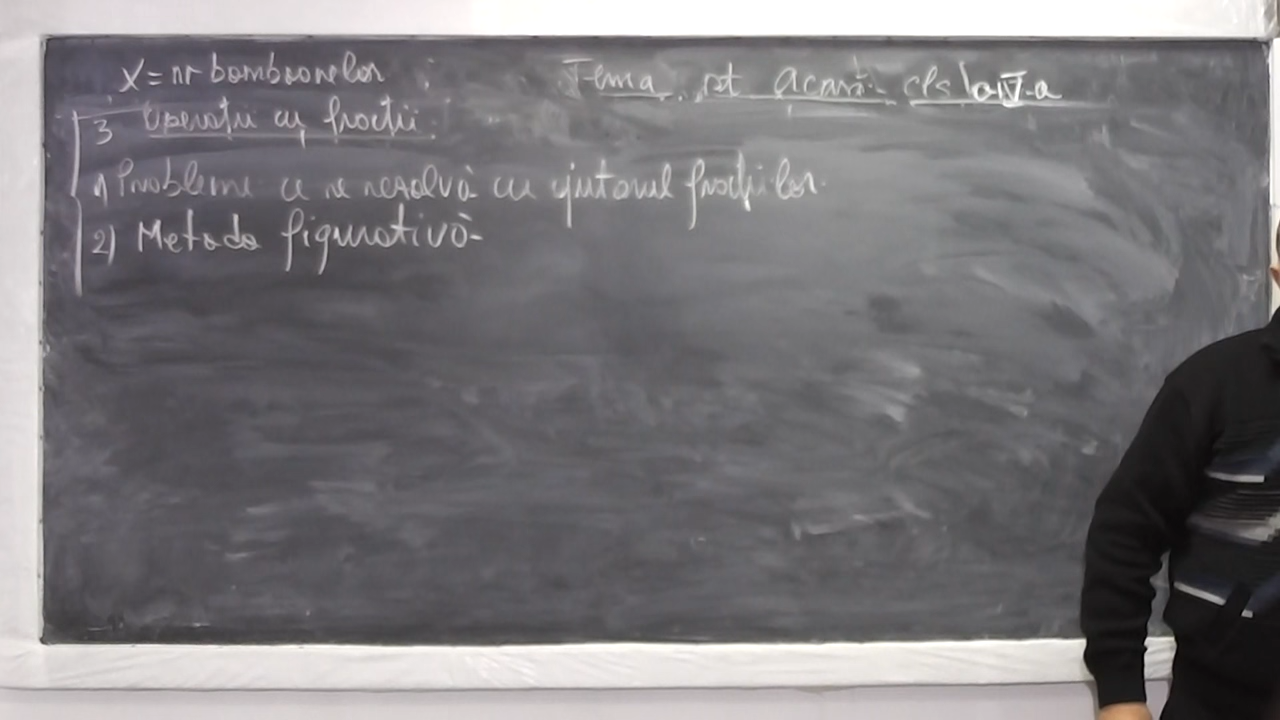 X = nr bomboanelor
Tema pt acasă cls a IV-a
3 Operații cu fracții.
1) Probleme ce se rezolvă cu ajutorul fracțiilor.
2) Metoda figurativă